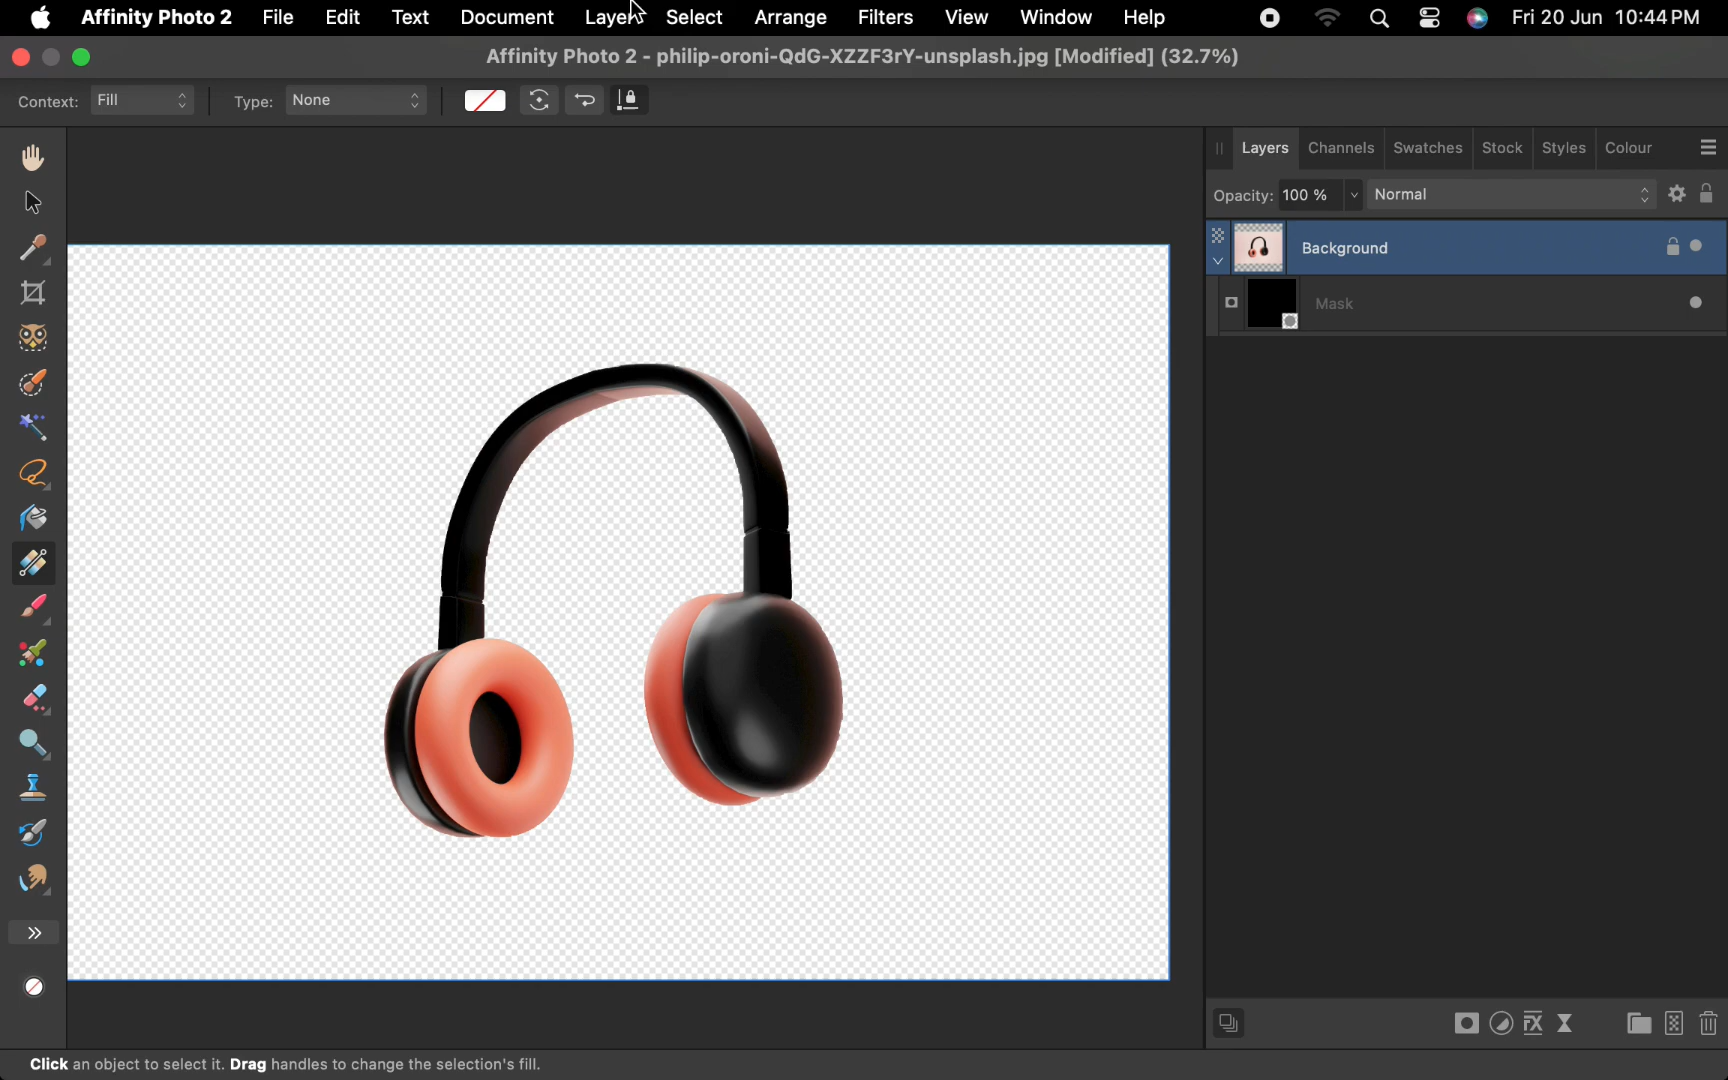 Affinity Photo 2 File Edit Text Document Layer Select Arrange Filters View Window Help Fri 20 Jun 10:44 PM
Affinity Photo 2 - philip-oroni-QdG-XZZF3rY-unsplash.jpg [Modified] (32.7%)
Context: Fill Type: None
Layers Channels Swatches Stock Styles Colour
Opacity: 100 % Normal
Background
Mask
Click an object to select it. Drag handles to change the selection's fill.